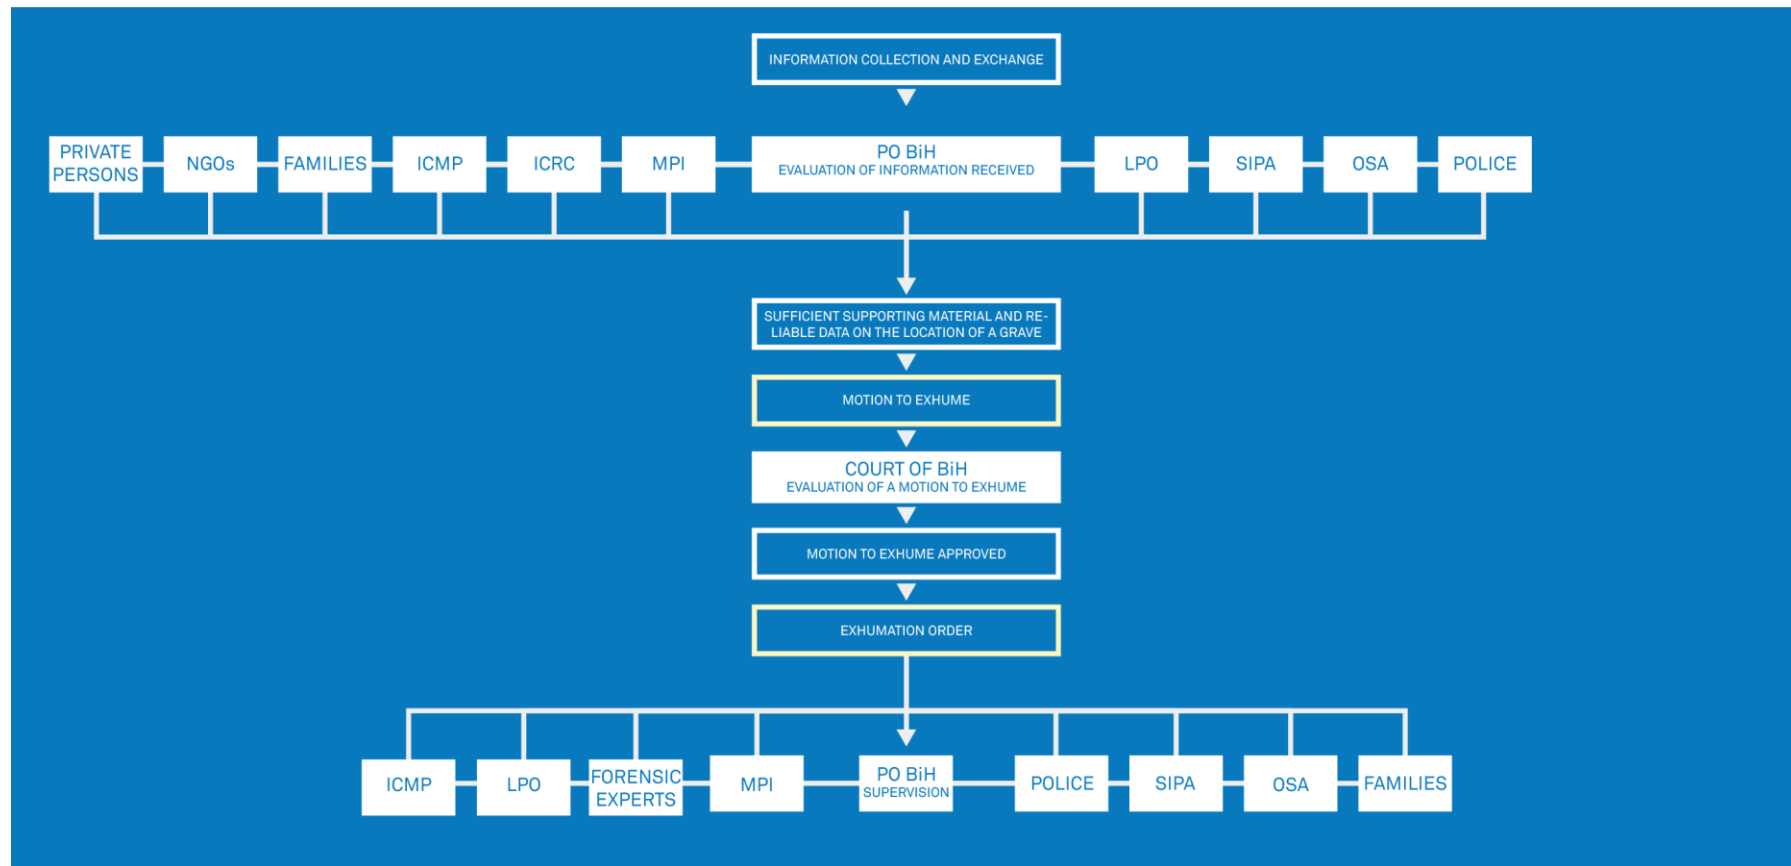 INFORMATION COLLECTION AND EXCHANGE
PRIVATE
PERSONS
NGOs
FAMILIES
ICMP
ICRC
MPI
PO BiH
EVALUATION OF INFORMATION RECEIVED
LPO
SIPA
OSA
POLICE
SUFFICIENT SUPPORTING MATERIAL AND RE-
LIABLE DATA ON THE LOCATION OF A GRAVE
MOTION TO EXHUME
COURT OF BiH
EVALUATION OF A MOTION TO EXHUME
MOTION TO EXHUME APPROVED
EXHUMATION ORDER
ICMP
LPO
FORENSIC
EXPERTS
MPI
PO BiH
SUPERVISION
POLICE
SIPA
OSA
FAMILIES